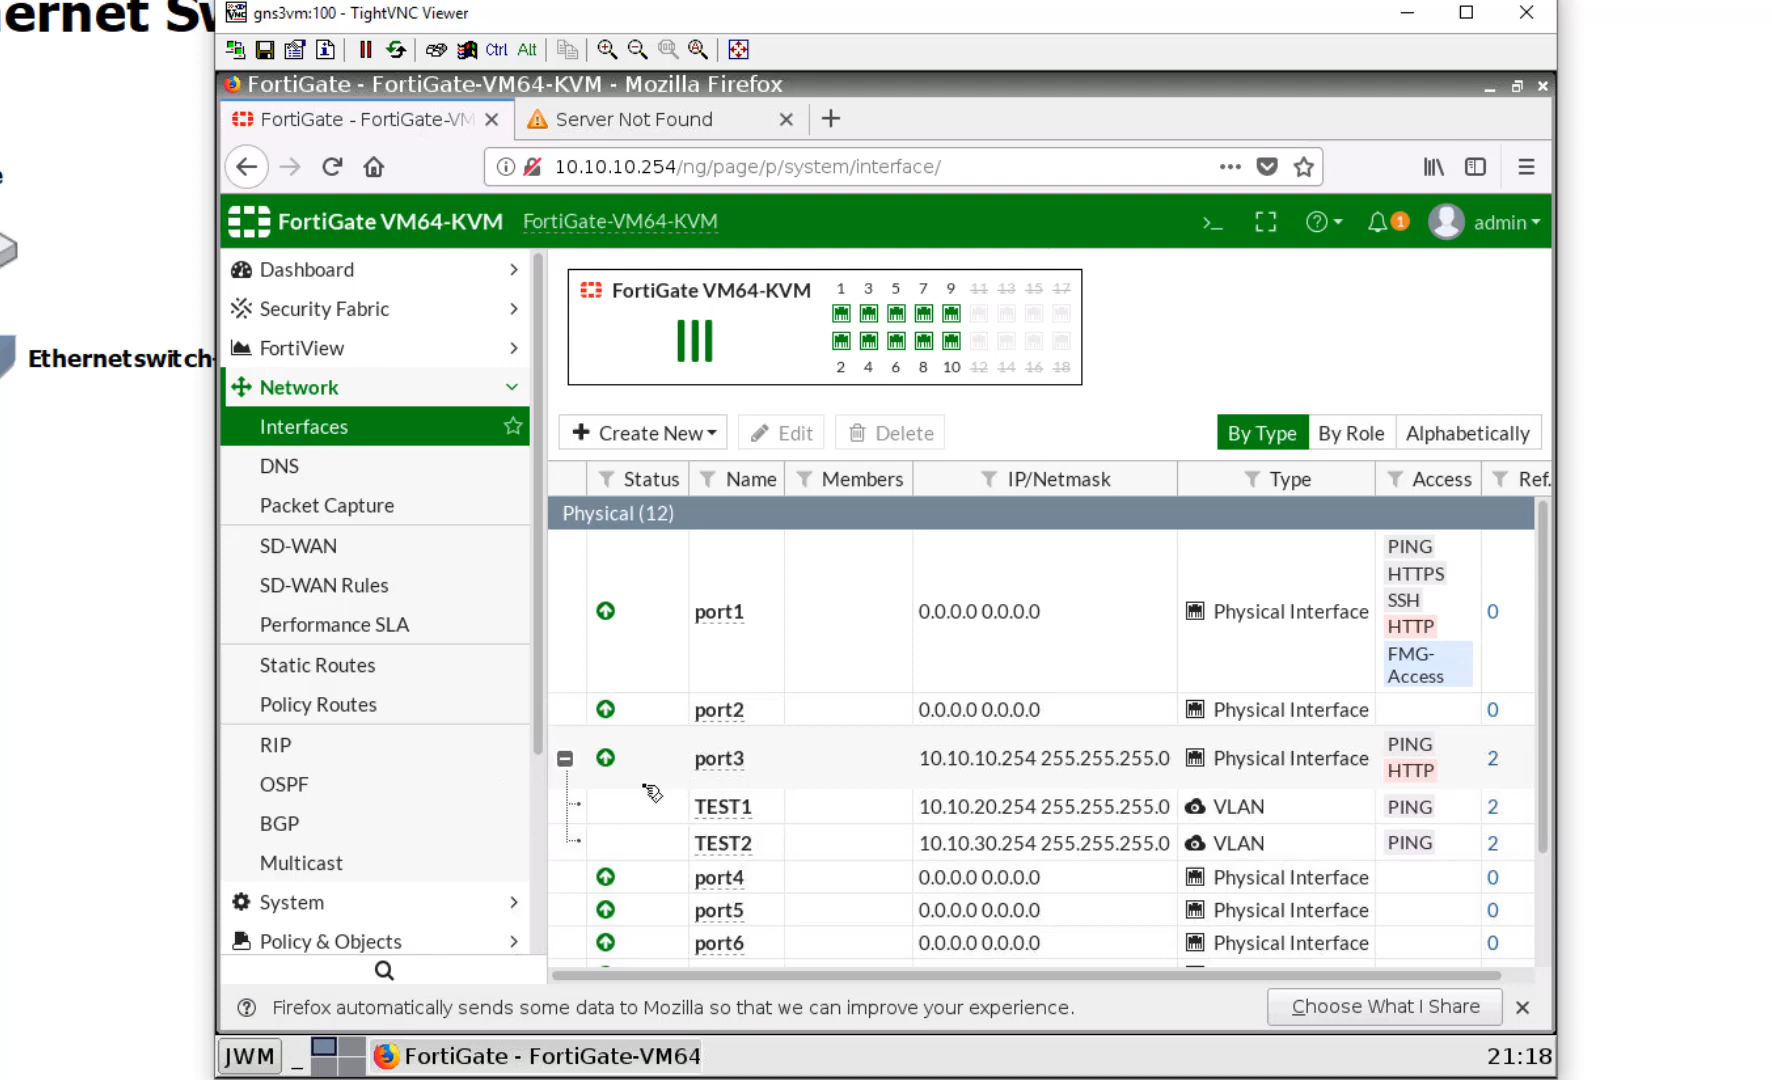 ernet Sw
gns3vm:100 - TightVNC Viewer
Ctrl Alt
FortiGate - FortiGate-VM64-KVM - Mozilla Firefox
FortiGate - FortiGate-VM
Server Not Found
10.10.10.254/ng/page/p/system/interface/
FortiGate VM64-KVM FortiGate-VM64-KVM
>_
1
admin
Dashboard
Security Fabric
FortiView
Network
Interfaces
DNS
Packet Capture
SD-WAN
SD-WAN Rules
Performance SLA
Static Routes
Policy Routes
RIP
OSPF
BGP
Multicast
System
Policy & Objects
Ethernetswitch-
FortiGate VM64-KVM
1 3 5 7 9 11 13 15 17
2 4 6 8 10 12 14 16 18
+ Create New Edit Delete
By Type By Role Alphabetically
Status Name Members IP/Netmask Type Access Ref.
Physical (12)
port1 0.0.0.0 0.0.0.0 Physical Interface PING HTTPS SSH HTTP FMG-Access 0
port2 0.0.0.0 0.0.0.0 Physical Interface 0
port3 10.10.10.254 255.255.255.0 Physical Interface PING HTTP 2
TEST1 10.10.20.254 255.255.255.0 VLAN PING 2
TEST2 10.10.30.254 255.255.255.0 VLAN PING 2
port4 0.0.0.0 0.0.0.0 Physical Interface 0
port5 0.0.0.0 0.0.0.0 Physical Interface 0
port6 0.0.0.0 0.0.0.0 Physical Interface 0
Firefox automatically sends some data to Mozilla so that we can improve your experience.
Choose What I Share
JWM _ FortiGate - FortiGate-VM64
21:18